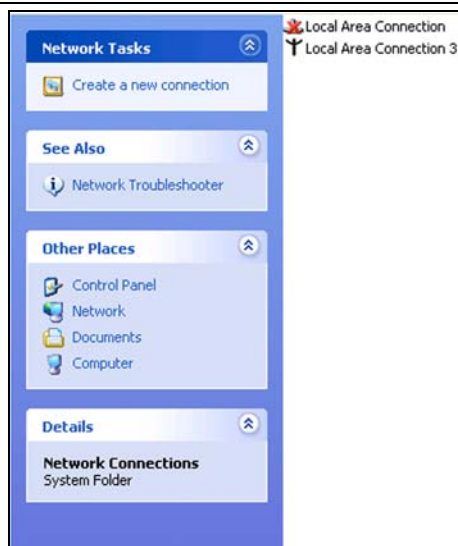 Network Tasks
Create a new connection
See Also
Network Troubleshooter
Other Places
Control Panel
Network
Documents
Computer
Details
Network Connections
System Folder
Local Area Connection
Local Area Connection 3